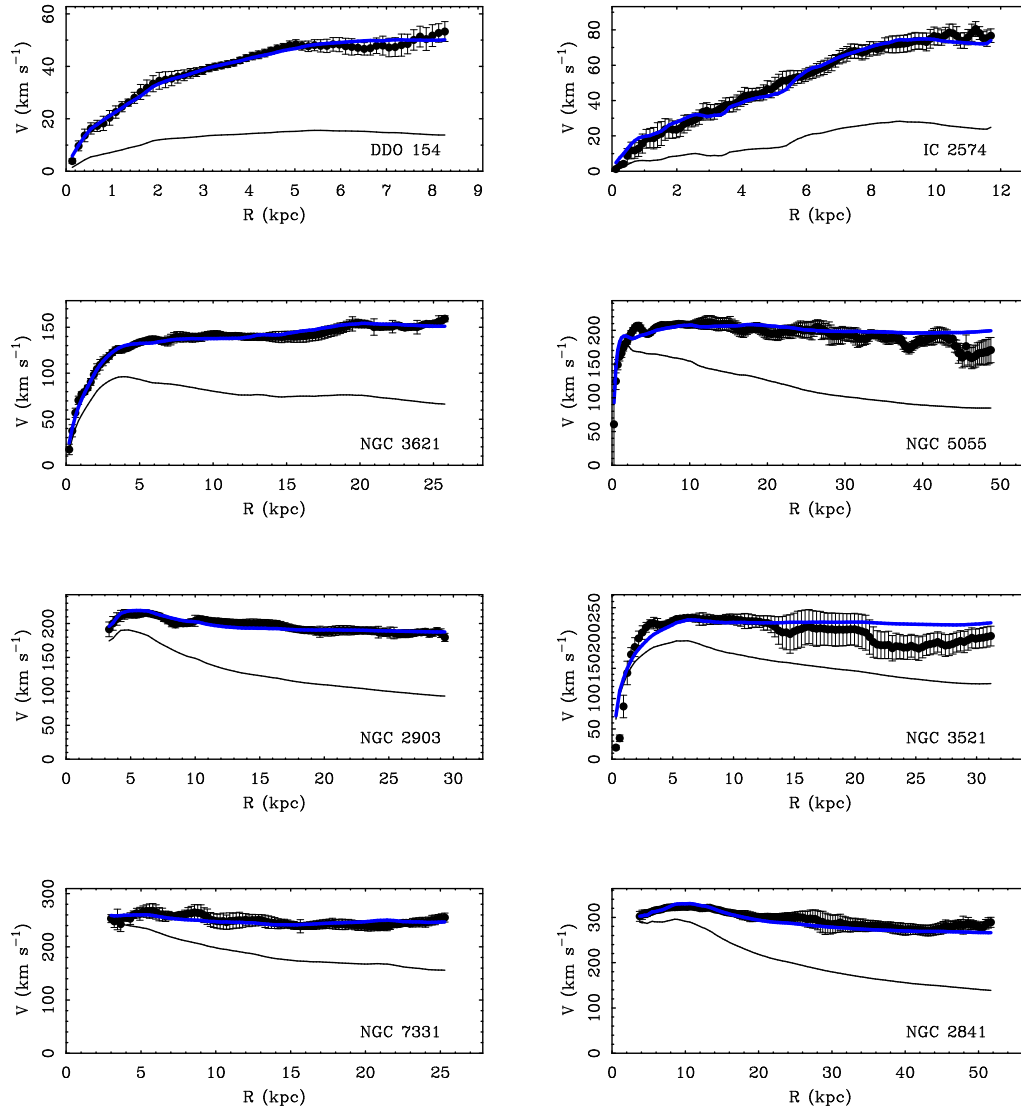 60
40
20
0
V (km s−1)
DDO 154
0 1 2 3 4 5 6 7 8 9
R (kpc)
80
60
40
20
0
V (km s−1)
IC 2574
0 2 4 6 8 10 12
R (kpc)
150
100
50
0
V (km s−1)
NGC 3621
0 5 10 15 20 25
R (kpc)
200
150
100
50
0
V (km s−1)
NGC 5055
0 10 20 30 40 50
R (kpc)
200
150
100
50
0
V (km s−1)
NGC 2903
0 5 10 15 20 25 30
R (kpc)
250
200
150
100
50
0
V (km s−1)
NGC 3521
0 5 10 15 20 25 30
R (kpc)
300
200
100
0
V (km s−1)
NGC 7331
0 5 10 15 20 25
R (kpc)
300
200
100
0
V (km s−1)
NGC 2841
0 10 20 30 40 50
R (kpc)